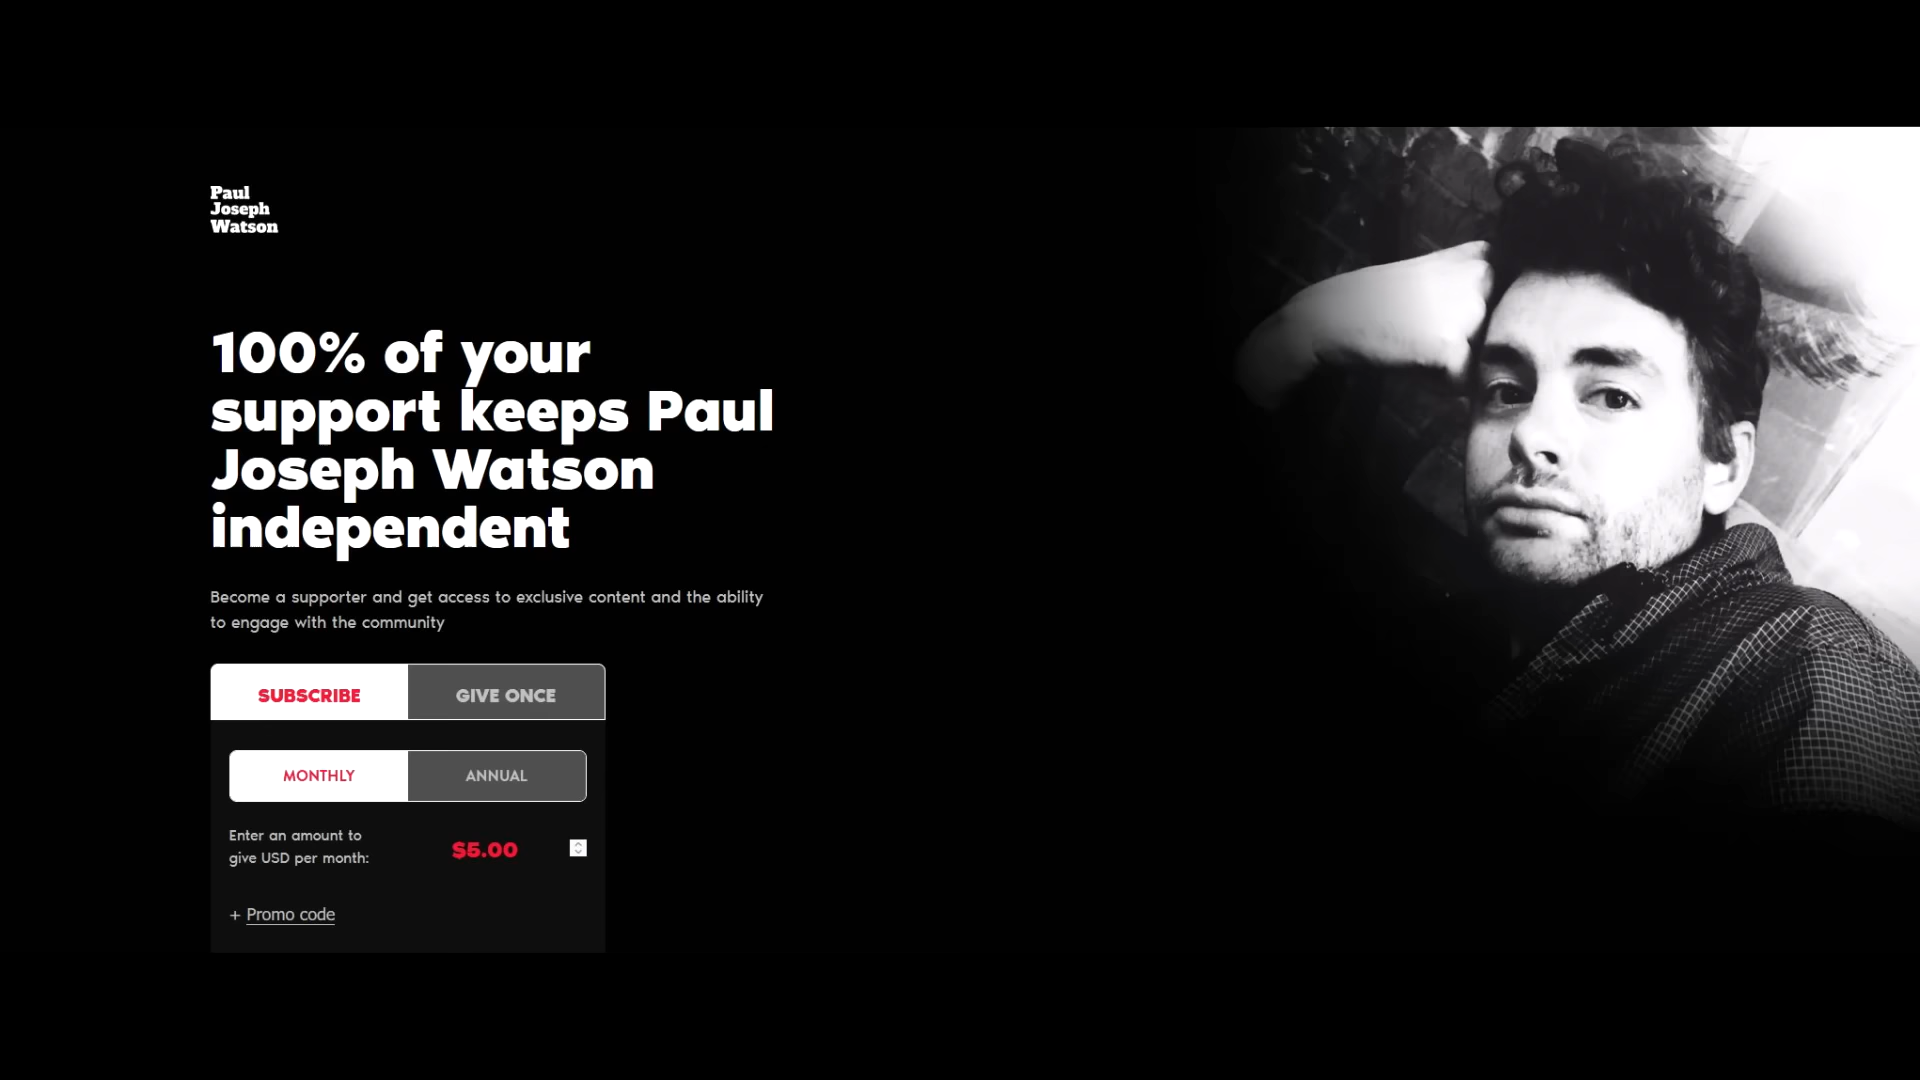 Paul
Joseph
Watson
100% of your
support keeps Paul
Joseph Watson
independent
Become a supporter and get access to exclusive content and the ability
to engage with the community
SUBSCRIBE
GIVE ONCE
MONTHLY
ANNUAL
Enter an amount to
give USD per month:
$5.00
+ Promo code